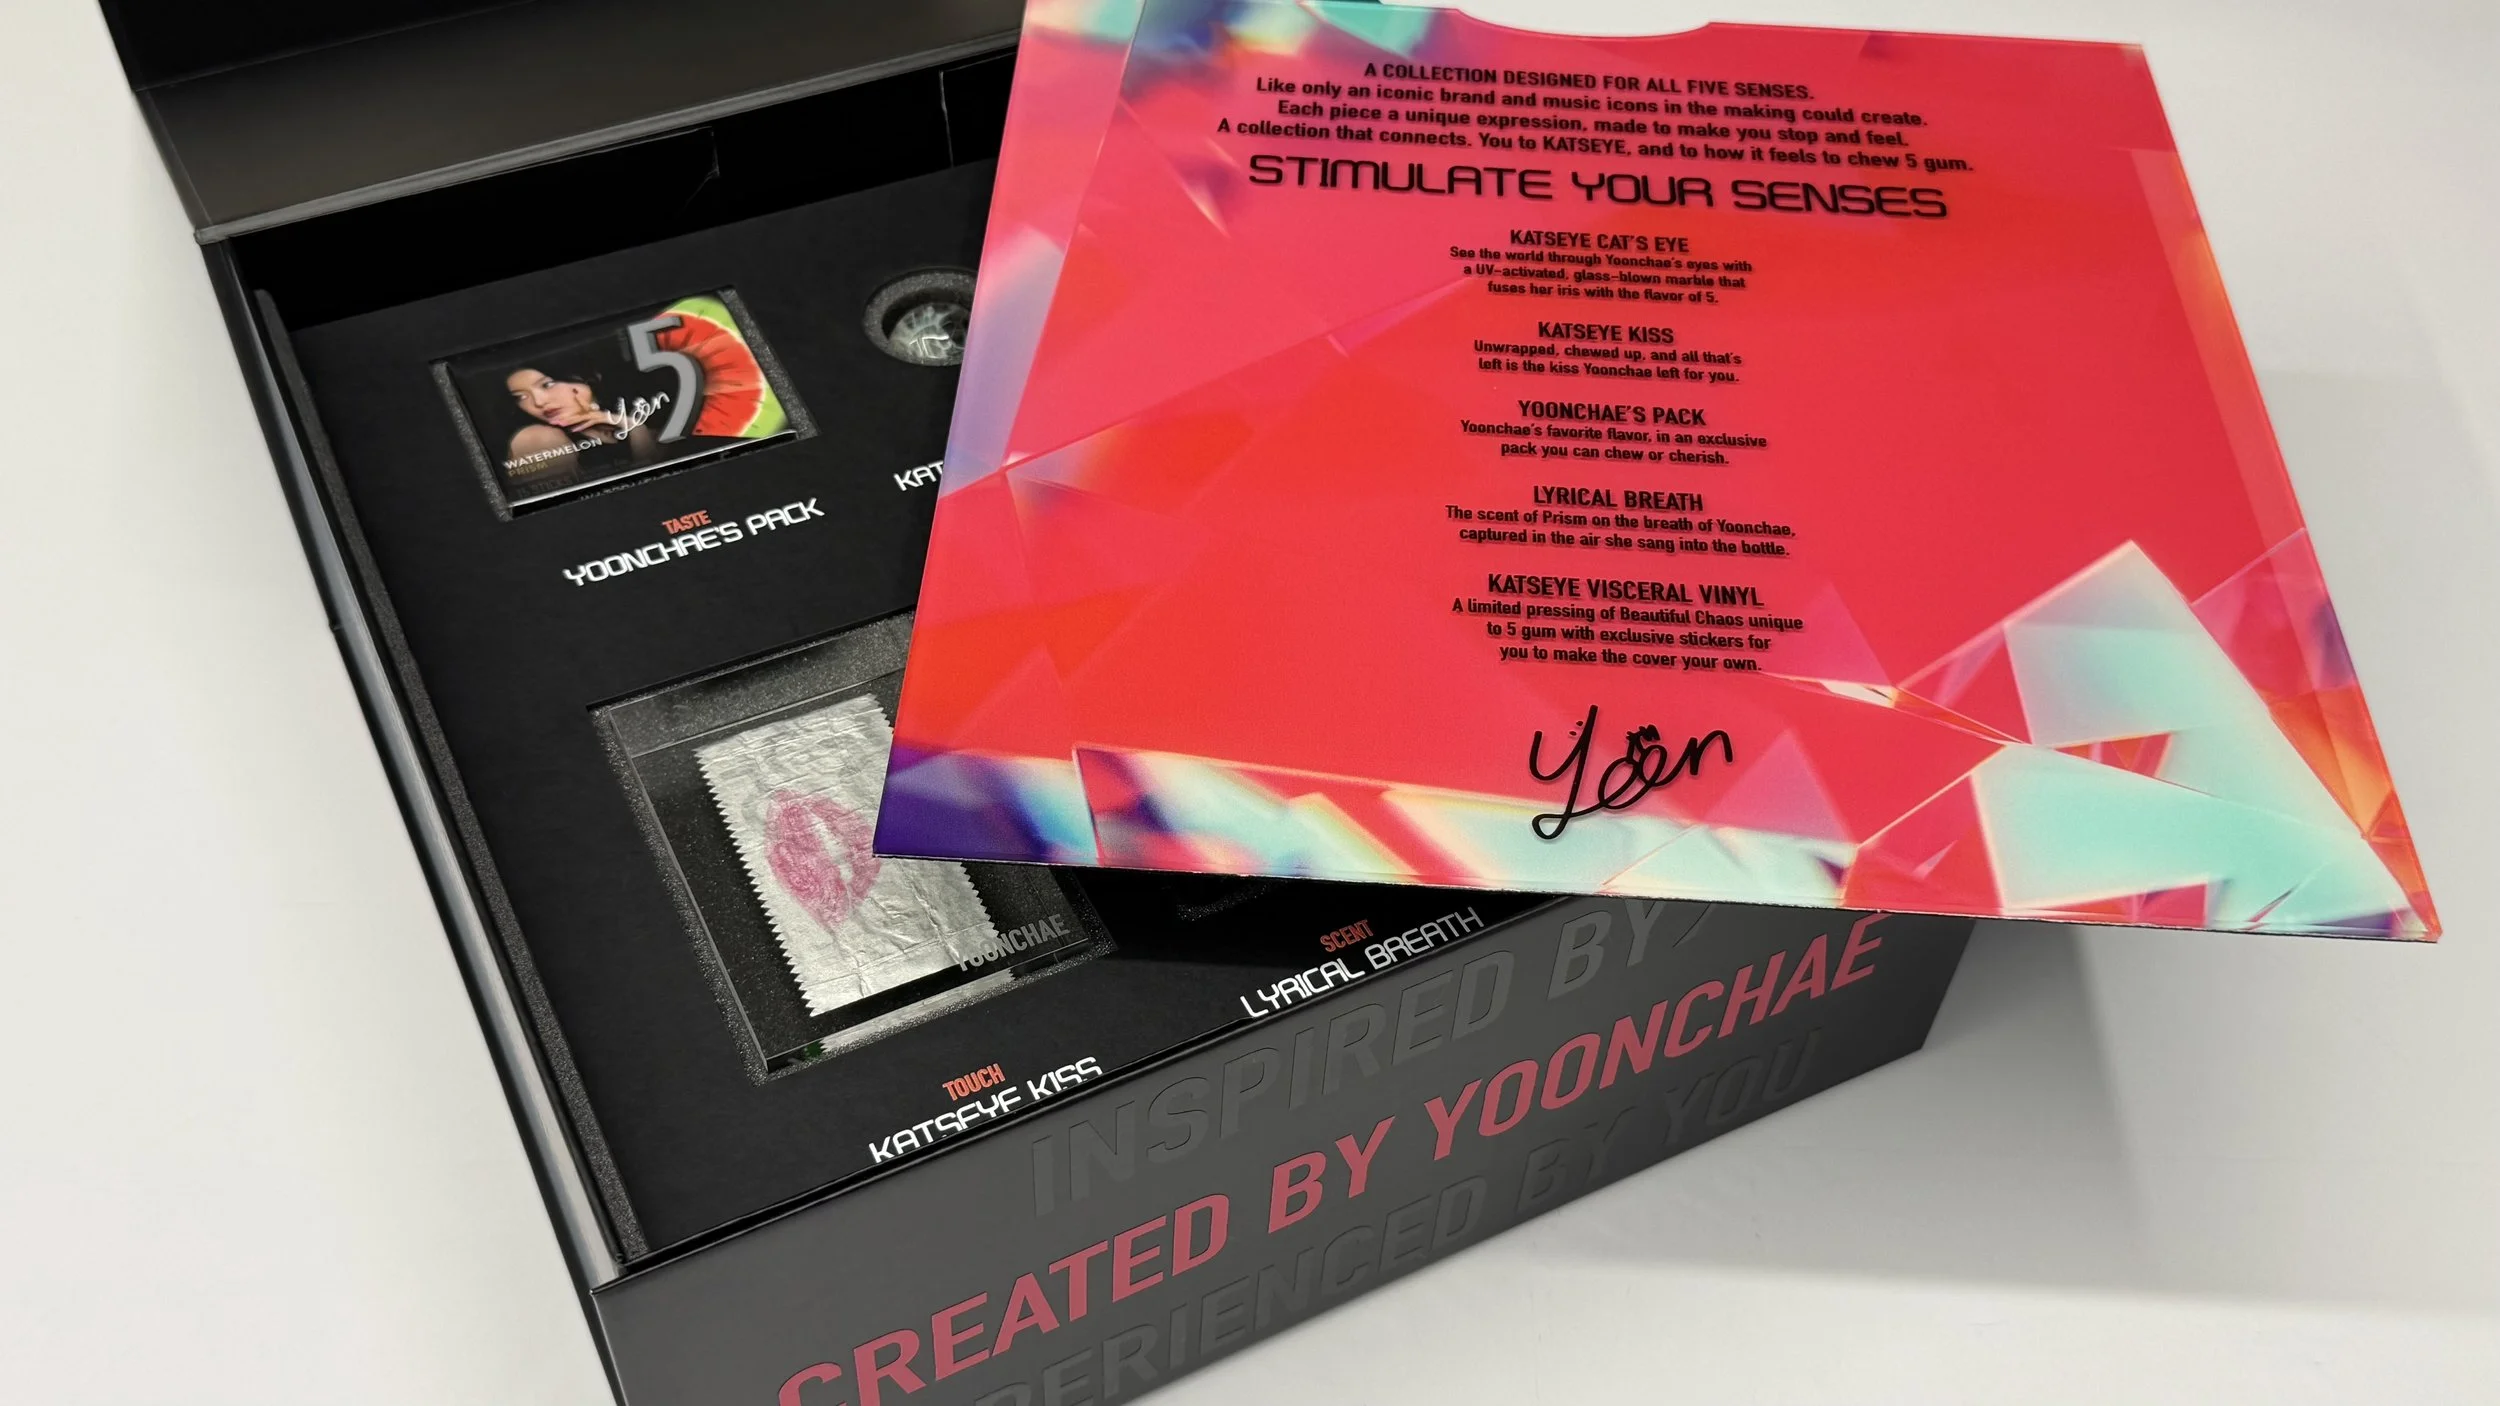 A COLLECTION DESIGNED FOR ALL FIVE SENSES.
Like only an iconic brand and music icons in the making could create.
Each piece a unique expression, made to make you stop and feel.
A collection that connects. You to KATSEYE, and to how it feels to chew 5 gum.
STIMULATE YOUR SENSES
KATSEYE CAT'S EYE
See the world through Yoonchae's eyes with
a UV-activated, glass-blown marble that
fuses her iris with the flavor of 5.
KATSEYE KISS
Unwrapped, chewed up, and all that's
left is the kiss Yoonchae left for you.
YOONCHAE'S PACK
Yoonchae's favorite flavor, in an exclusive
pack you can chew or cherish.
LYRICAL BREATH
The scent of Prism on the breath of Yoonchae,
captured in the air she sang into the bottle.
KATSEYE VISCERAL VINYL
A limited pressing of Beautiful Chaos unique
to 5 gum with exclusive stickers for
you to make the cover your own.
Yoon
5
Yoon
WATERMELON
PRISM
TASTE
YOONCHAE'S PACK
KAT
YOONCHAE
TOUCH
KATSEYE KISS
SCENT
LYRICAL BREATH
INSPIRED BY
CREATED BY YOONCHAE
PERIENCED BY YOU